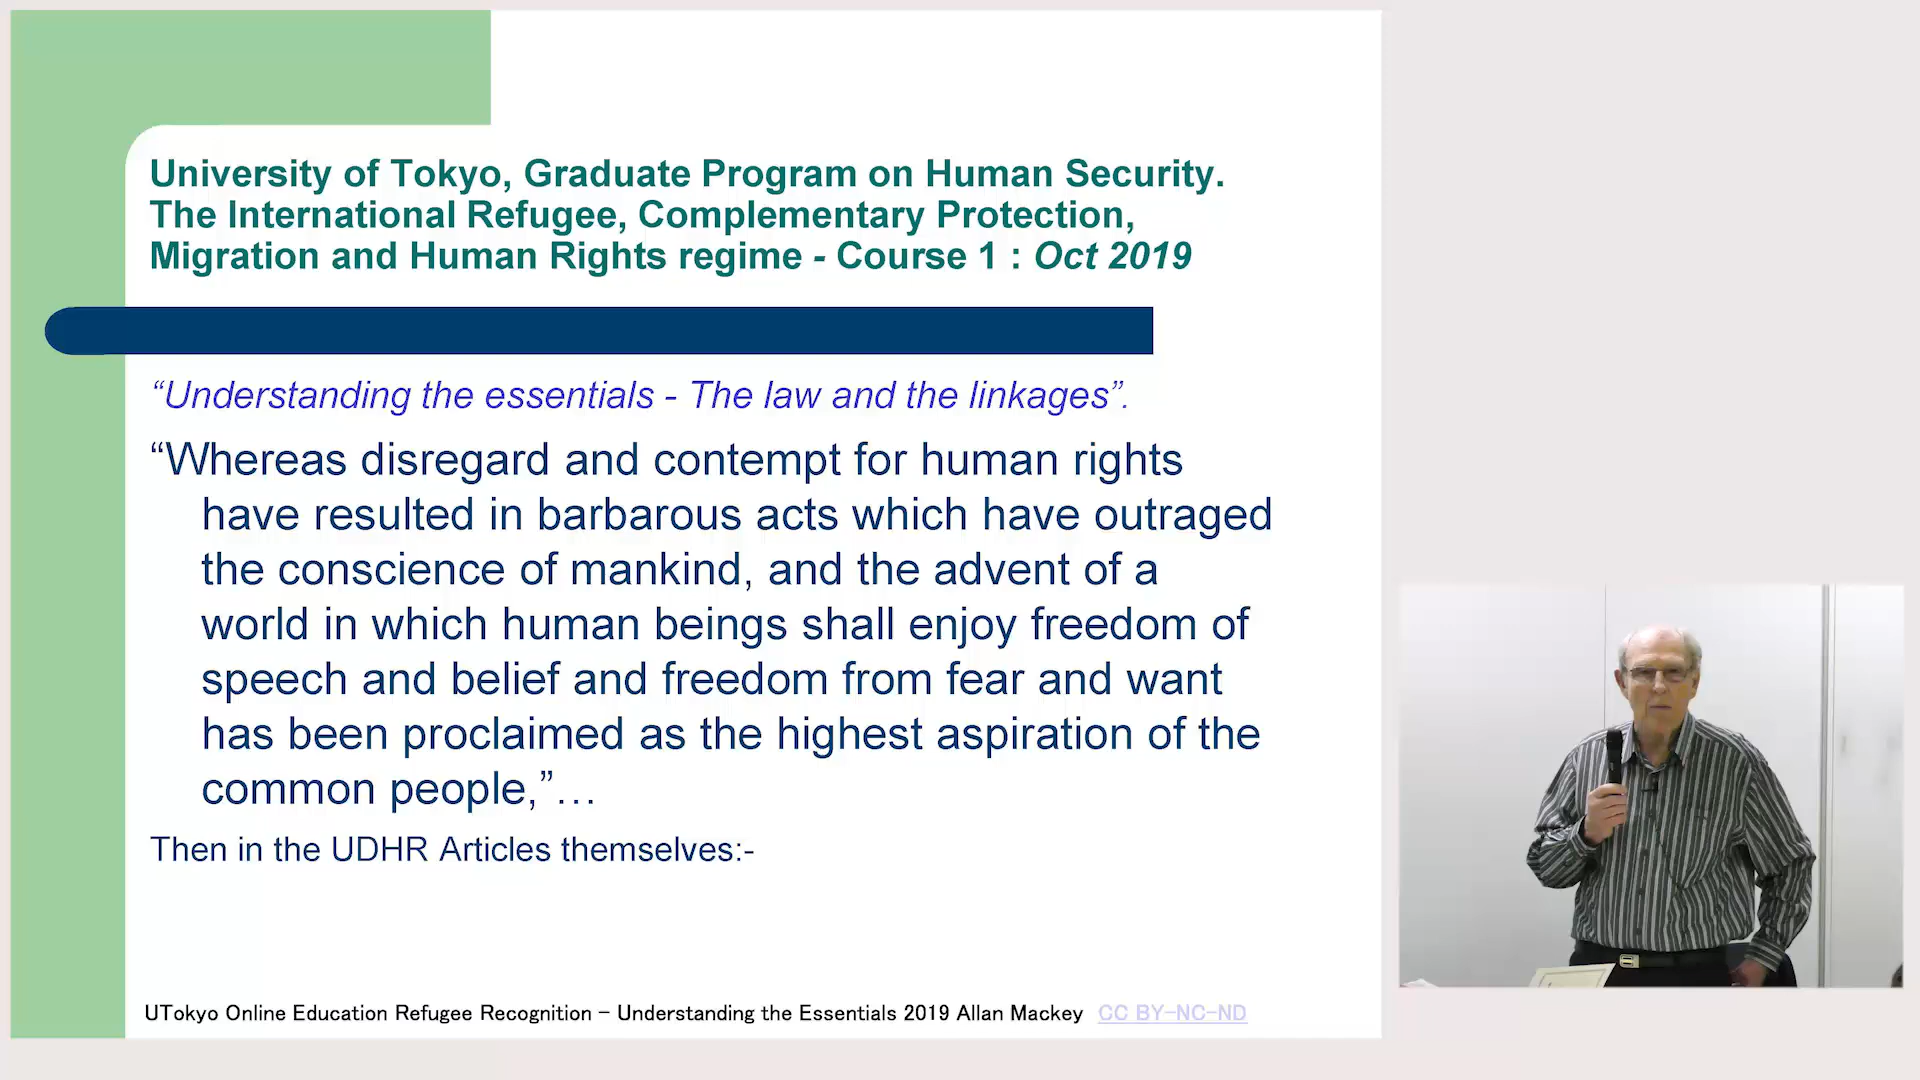 University of Tokyo, Graduate Program on Human Security.
The International Refugee, Complementary Protection,
Migration and Human Rights regime - Course 1 : Oct 2019
“Understanding the essentials - The law and the linkages”.
“Whereas disregard and contempt for human rights
have resulted in barbarous acts which have outraged
the conscience of mankind, and the advent of a
world in which human beings shall enjoy freedom of
speech and belief and freedom from fear and want
has been proclaimed as the highest aspiration of the
common people,”…
Then in the UDHR Articles themselves:-
UTokyo Online Education Refugee Recognition – Understanding the Essentials 2019 Allan Mackey CC BY-NC-ND